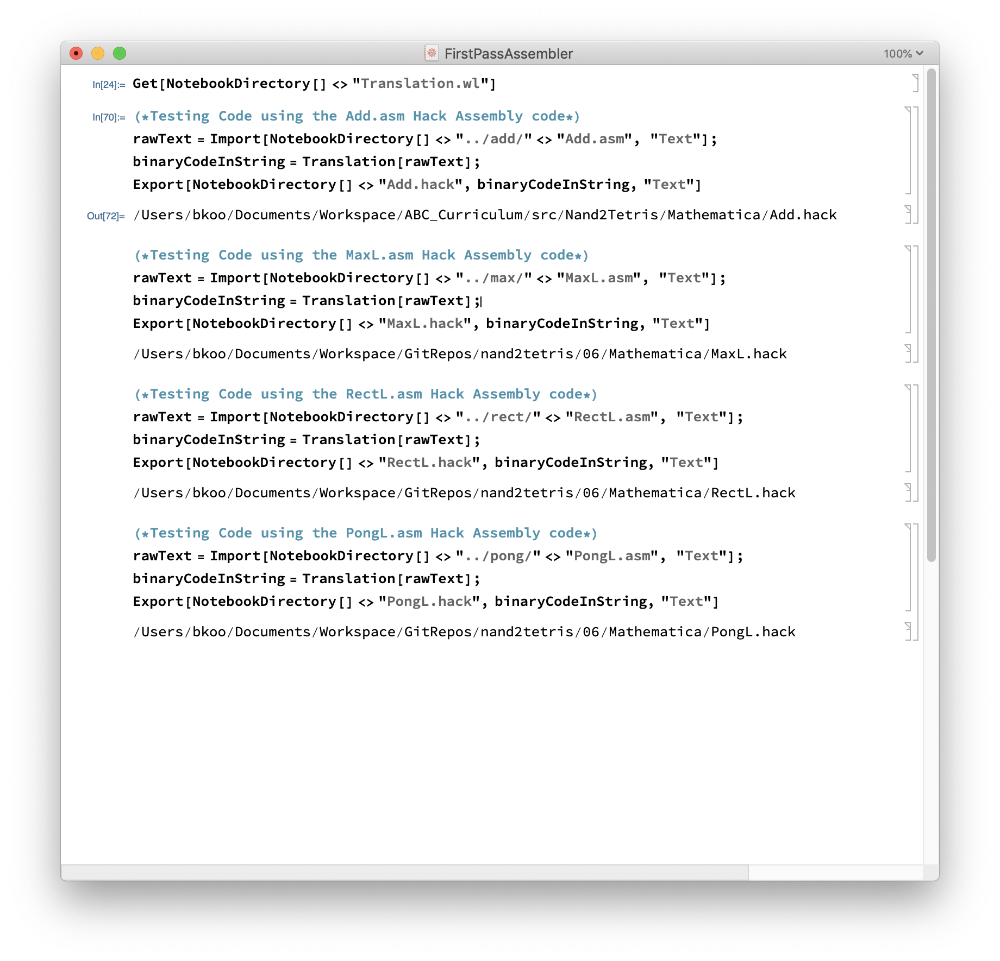 FirstPassAssembler
100%
In[24]:= Get[NotebookDirectory[] <> "Translation.wl"]
In[70]:= (*Testing Code using the Add.asm Hack Assembly code*)
rawText = Import[NotebookDirectory[] <> "../add/" <> "Add.asm", "Text"];
binaryCodeInString = Translation[rawText];
Export[NotebookDirectory[] <> "Add.hack", binaryCodeInString, "Text"]
Out[72]= /Users/bkoo/Documents/Workspace/ABC_Curriculum/src/Nand2Tetris/Mathematica/Add.hack
(*Testing Code using the MaxL.asm Hack Assembly code*)
rawText = Import[NotebookDirectory[] <> "../max/" <> "MaxL.asm", "Text"];
binaryCodeInString = Translation[rawText];
Export[NotebookDirectory[] <> "MaxL.hack", binaryCodeInString, "Text"]
/Users/bkoo/Documents/Workspace/GitRepos/nand2tetris/06/Mathematica/MaxL.hack
(*Testing Code using the RectL.asm Hack Assembly code*)
rawText = Import[NotebookDirectory[] <> "../rect/" <> "RectL.asm", "Text"];
binaryCodeInString = Translation[rawText];
Export[NotebookDirectory[] <> "RectL.hack", binaryCodeInString, "Text"]
/Users/bkoo/Documents/Workspace/GitRepos/nand2tetris/06/Mathematica/RectL.hack
(*Testing Code using the PongL.asm Hack Assembly code*)
rawText = Import[NotebookDirectory[] <> "../pong/" <> "PongL.asm", "Text"];
binaryCodeInString = Translation[rawText];
Export[NotebookDirectory[] <> "PongL.hack", binaryCodeInString, "Text"]
/Users/bkoo/Documents/Workspace/GitRepos/nand2tetris/06/Mathematica/PongL.hack